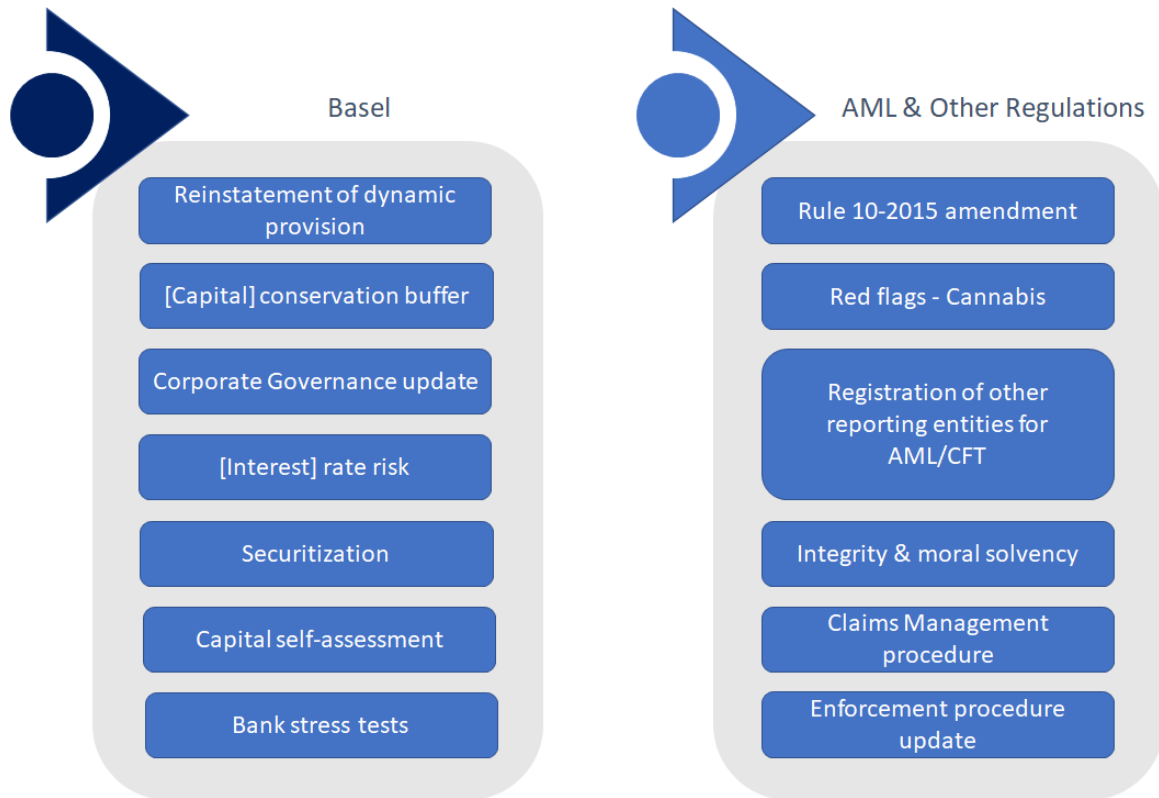 Basel
Reinstatement of dynamic
provision
[Capital] conservation buffer
Corporate Governance update
[Interest] rate risk
Securitization
Capital self-assessment
Bank stress tests
AML & Other Regulations
Rule 10-2015 amendment
Red flags - Cannabis
Registration of other
reporting entities for
AML/CFT
Integrity & moral solvency
Claims Management
procedure
Enforcement procedure
update